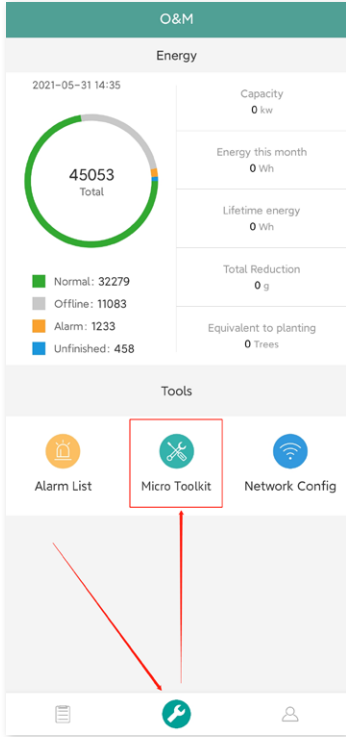 O&M
Energy
2021-05-31 14:35
45053
Total
Normal: 32279
Offline: 11083
Alarm: 1233
Unfinished: 458
Capacity
0 kw
Energy this month
0 Wh
Lifetime energy
0 Wh
Total Reduction
0 g
Equivalent to planting
0 Trees
Tools
Alarm List
Micro Toolkit
Network Config